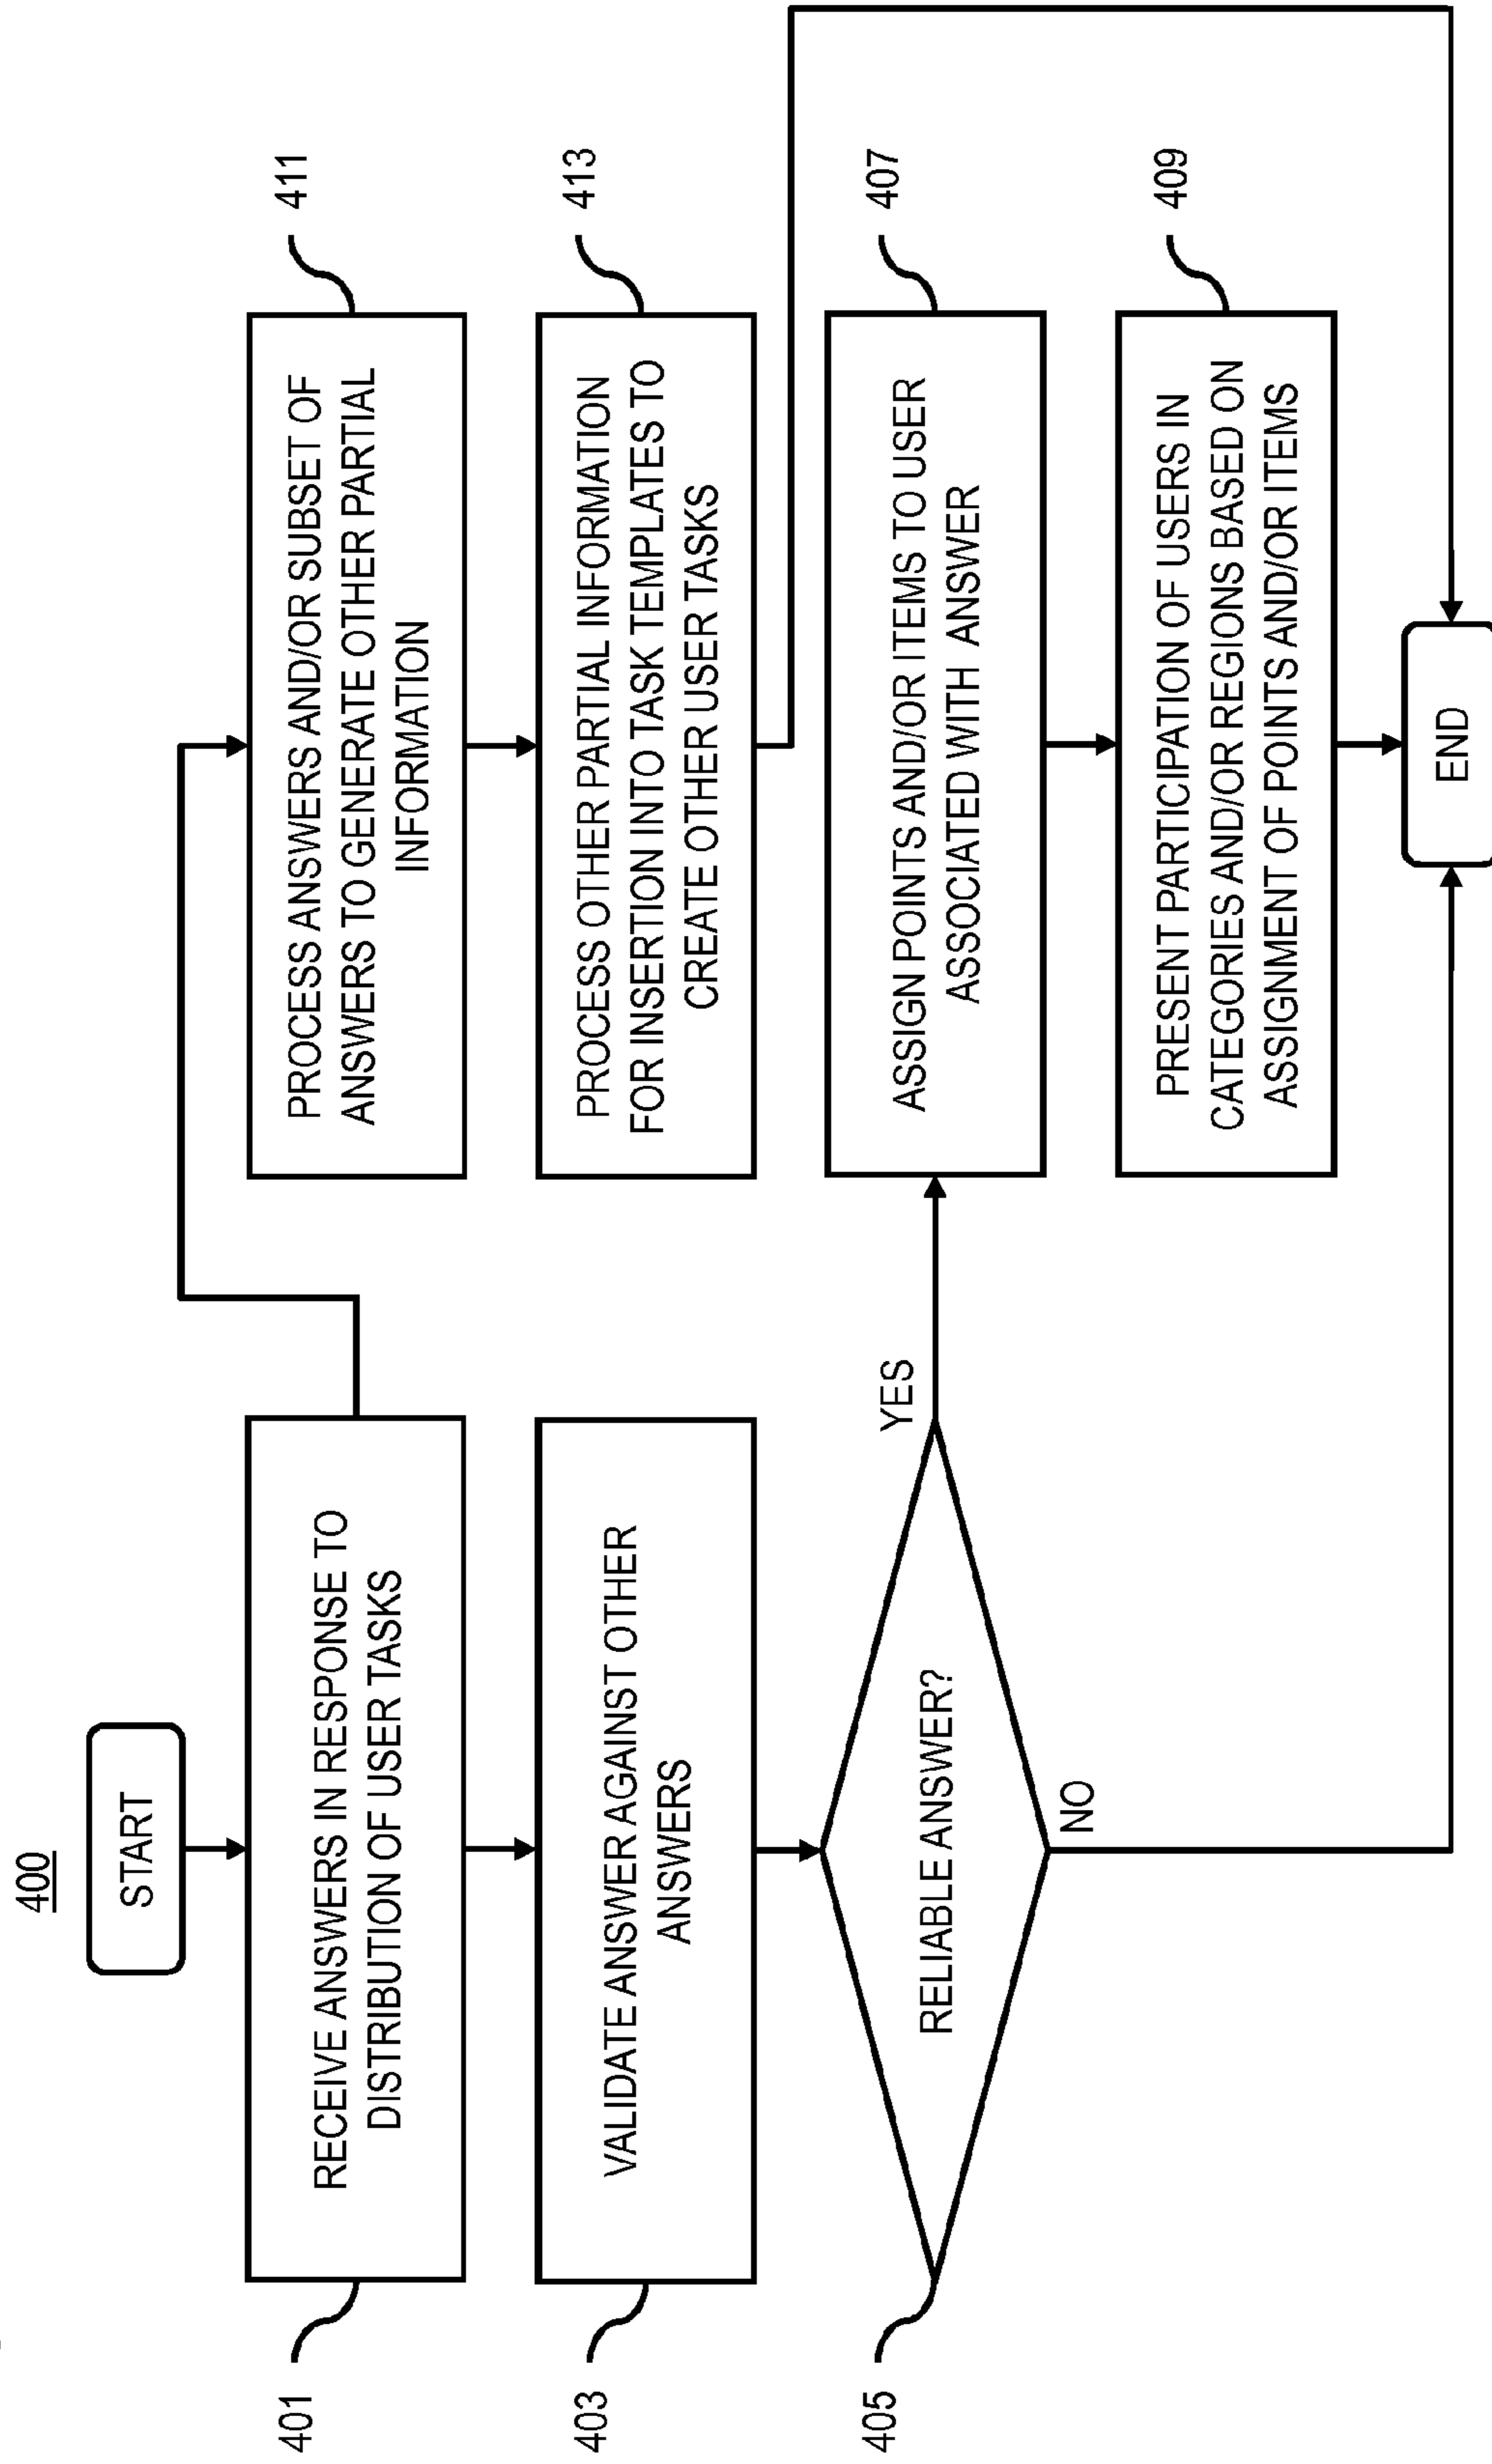 400
START
401
RECEIVE ANSWERS IN RESPONSE TO
DISTRIBUTION OF USER TASKS
403
VALIDATE ANSWER AGAINST OTHER
ANSWERS
405
RELIABLE ANSWER?
YES
NO
411
PROCESS ANSWERS AND/OR SUBSET OF
ANSWERS TO GENERATE OTHER PARTIAL
INFORMATION
413
PROCESS OTHER PARTIAL INFORMATION
FOR INSERTION INTO TASK TEMPLATES TO
CREATE OTHER USER TASKS
407
ASSIGN POINTS AND/OR ITEMS TO USER
ASSOCIATED WITH ANSWER
409
PRESENT PARTICIPATION OF USERS IN
CATEGORIES AND/OR REGIONS BASED ON
ASSIGNMENT OF POINTS AND/OR ITEMS
END